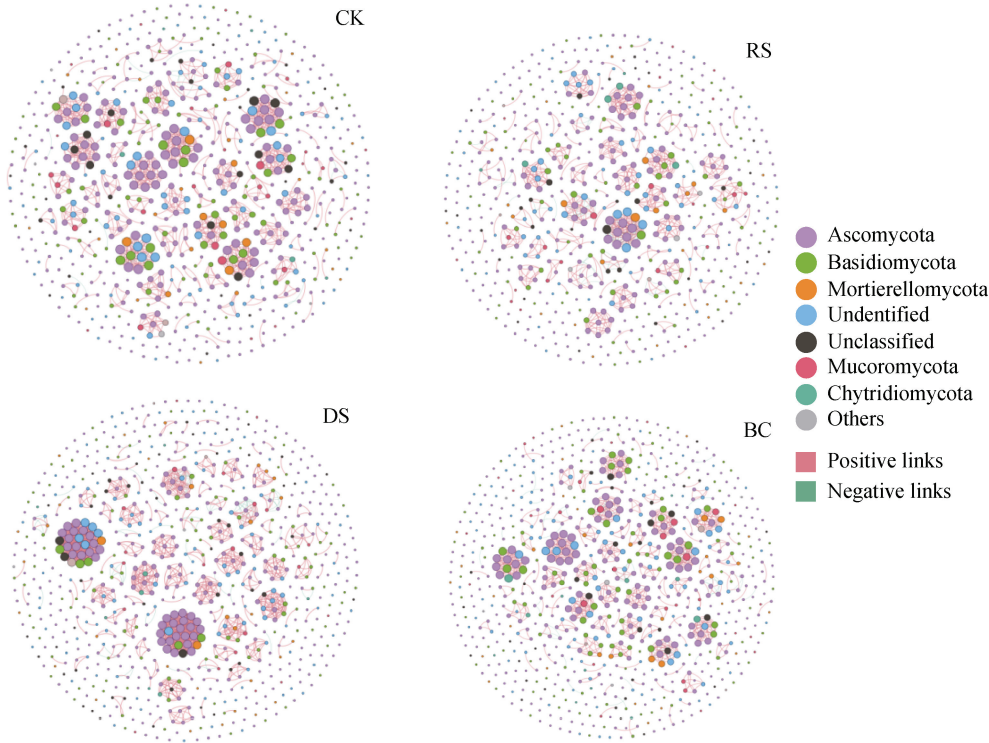 CK
RS
DS
BC
Ascomycota
Basidiomycota
Mortierellomycota
Undentified
Unclassified
Mucoromycota
Chytridiomycota
Others
Positive links
Negative links